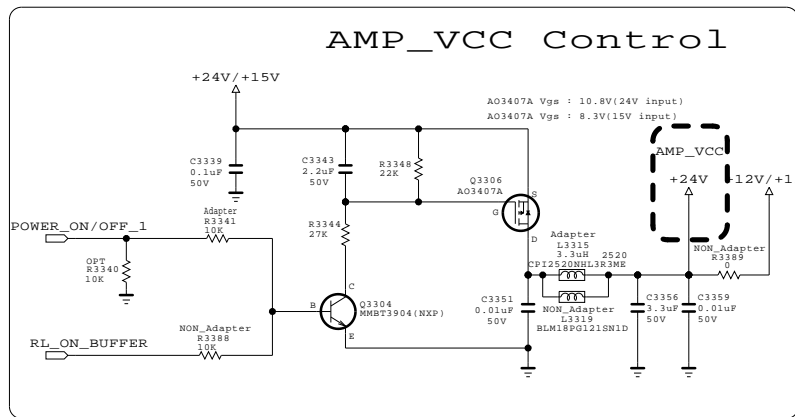 AMP_VCC Control
+24V/+15V
AO3407A Vgs : 10.8V(24V input)
AO3407A Vgs : 8.3V(15V input)
AMP_VCC
+24V
+12V/+1
C3339
0.1uF
50V
C3343
2.2uF
50V
R3348
22K
Q3306
AO3407A
S
G
D
POWER_ON/OFF_1
Adapter
R3341
10K
R3344
27K
OPT
R3340
10K
Adapter
L3315
3.3uH
2520
CPI2520NHL3R3ME
NON_Adapter
R3389
0
NON_Adapter
L3319
BLM18PG121SN1D
C3351
0.01uF
50V
C3356
3.3uF
50V
C3359
0.01uF
50V
C
B
E
Q3304
MMBT3904(NXP)
NON_Adapter
R3388
10K
RL_ON_BUFFER